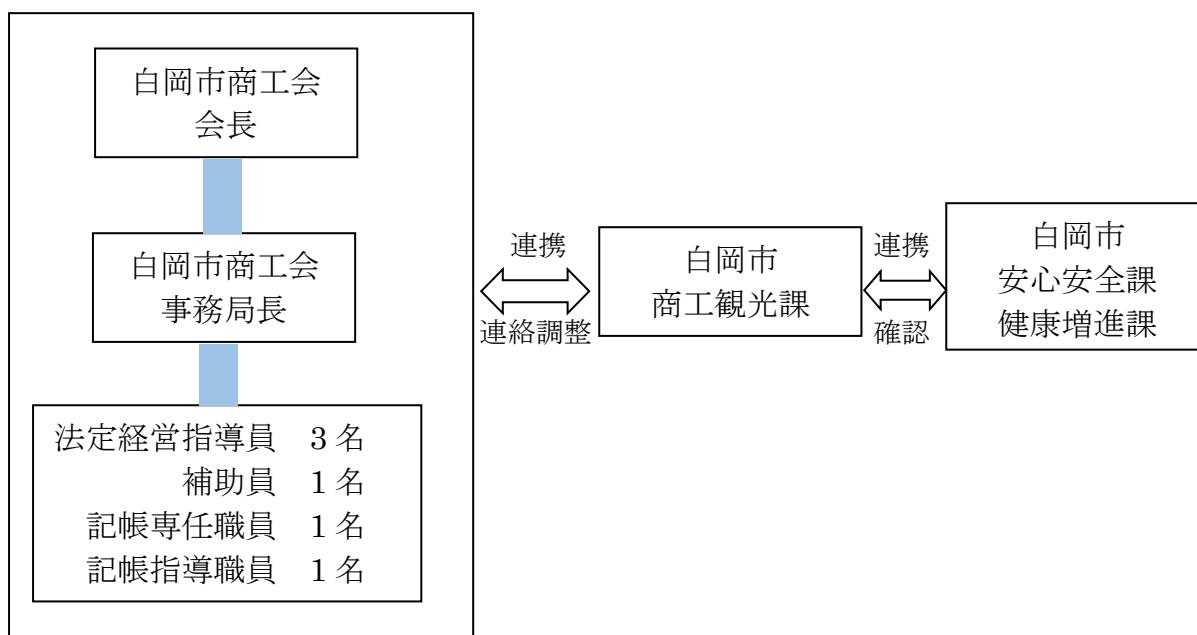 白岡市商工会
会長
白岡市商工会
事務局長
法定経営指導員　3名
補助員　1名
記帳専任職員　1名
記帳指導職員　1名
連携
連絡調整
白岡市
商工観光課
連携
確認
白岡市
安心安全課
健康増進課